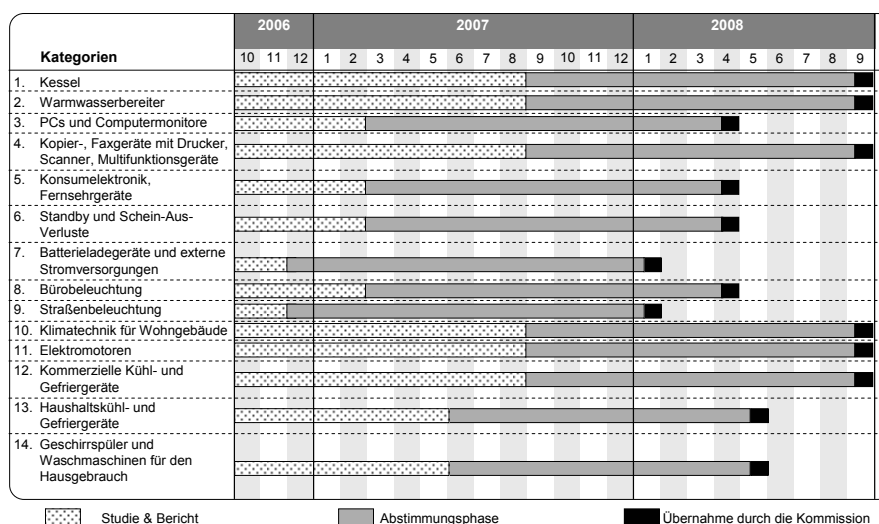 2006 2007 2008
Kategorien 10 11 12 1 2 3 4 5 6 7 8 9 10 11 12 1 2 3 4 5 6 7 8 9
1. Kessel
2. Warmwasserbereiter
3. PCs und Computermonitore
4. Kopier-, Faxgeräte mit Drucker,
Scanner, Multifunktionsgeräte
5. Konsumelektronik,
Fernsehrgeräte
6. Standby und Schein-Aus-
Verluste
7. Batterieladegeräte und externe
Stromversorgungen
8. Bürobeleuchtung
9. Straßenbeleuchtung
10. Klimatechnik für Wohngebäude
11. Elektromotoren
12. Kommerzielle Kühl- und
Gefriergeräte
13. Haushaltskühl- und
Gefriergeräte
14. Geschirrspüler und
Waschmaschinen für den
Hausgebrauch
Studie & Bericht Abstimmungsphase Übernahme durch die Kommission